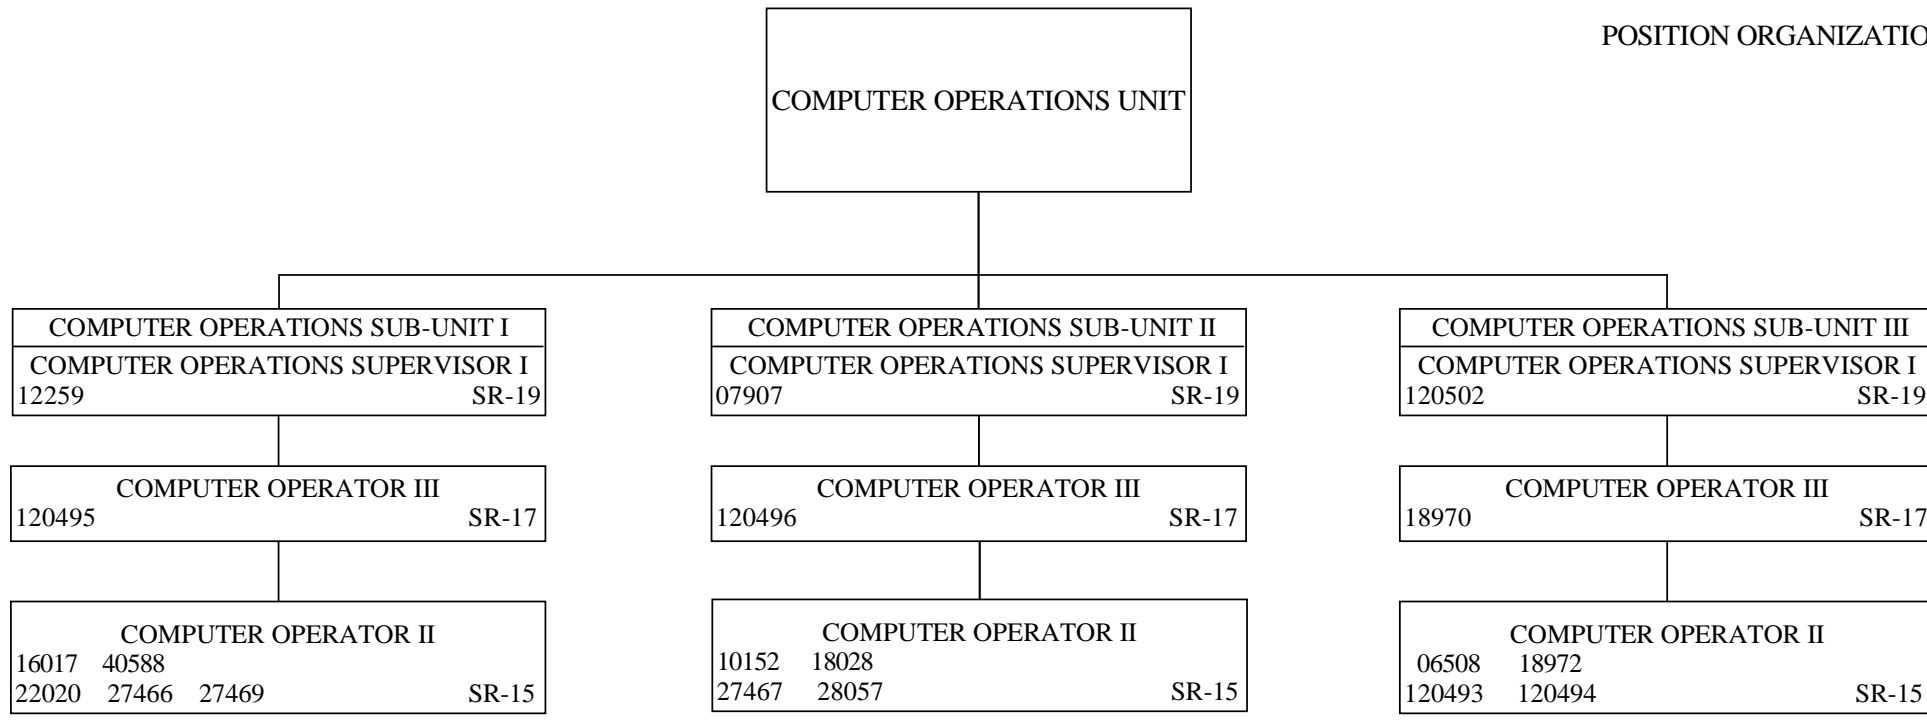 POSITION ORGANIZATIO
COMPUTER OPERATIONS UNIT
COMPUTER OPERATIONS SUB-UNIT I
COMPUTER OPERATIONS SUPERVISOR I
12259 SR-19
COMPUTER OPERATOR III
120495 SR-17
COMPUTER OPERATOR II
16017 40588
22020 27466 27469 SR-15
COMPUTER OPERATIONS SUB-UNIT II
COMPUTER OPERATIONS SUPERVISOR I
07907 SR-19
COMPUTER OPERATOR III
120496 SR-17
COMPUTER OPERATOR II
10152 18028
27467 28057 SR-15
COMPUTER OPERATIONS SUB-UNIT III
COMPUTER OPERATIONS SUPERVISOR I
120502 SR-19
COMPUTER OPERATOR III
18970 SR-17
COMPUTER OPERATOR II
06508 18972
120493 120494 SR-15